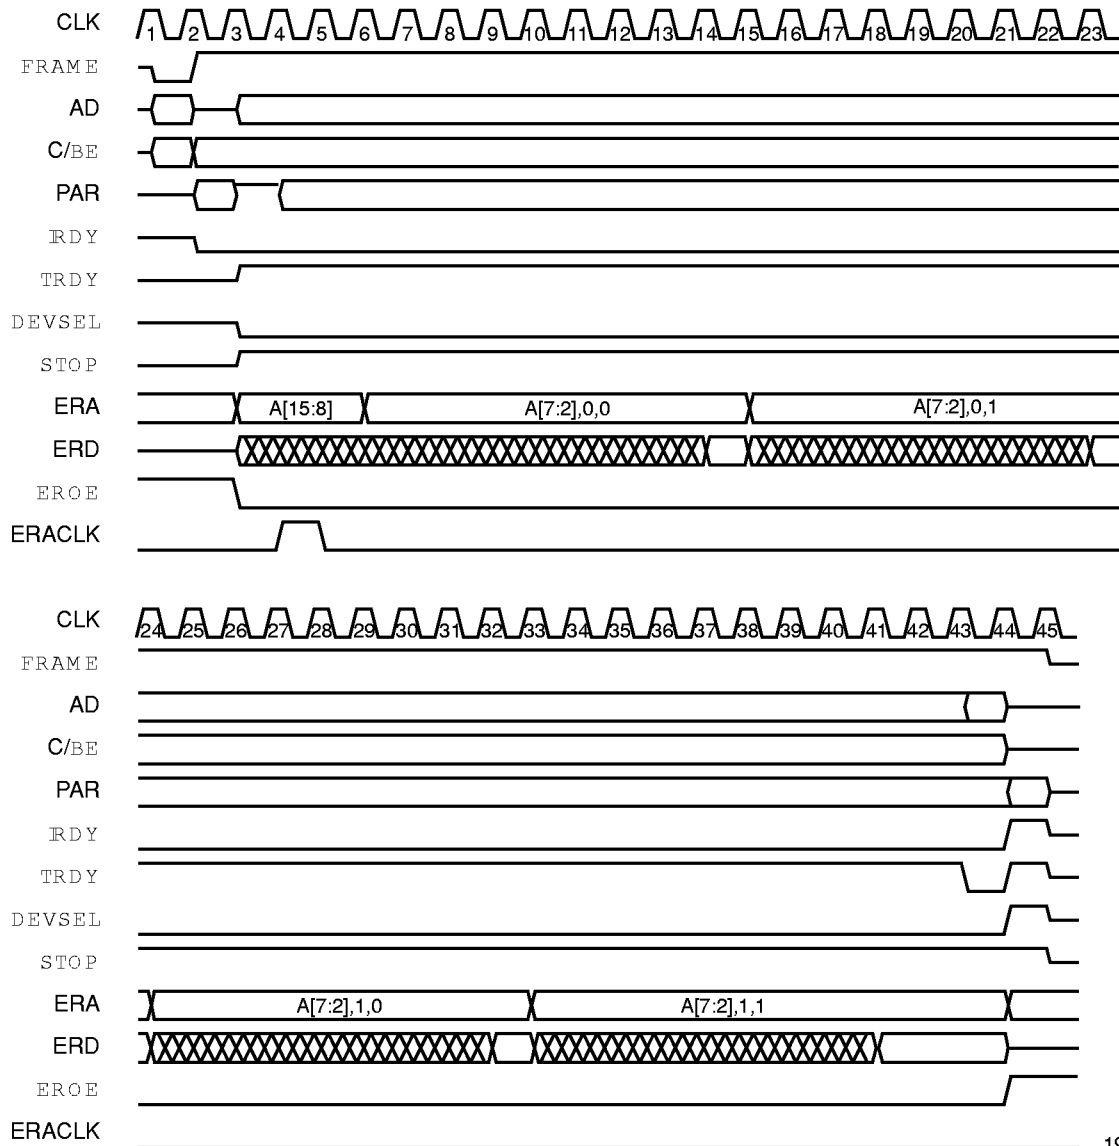 CLK 1 2 3 4 5 6 7 8 9 10 11 12 13 14 15 16 17 18 19 20 21 22 23
FRAME
AD
C/BE
PAR
IRDY
TRDY
DEVSEL
STOP
ERA A[15:8] A[7:2],0,0 A[7:2],0,1
ERD
EROE
ERACLK
CLK 24 25 26 27 28 29 30 31 32 33 34 35 36 37 38 39 40 41 42 43 44 45
FRAME
AD
C/BE
PAR
IRDY
TRDY
DEVSEL
STOP
ERA A[7:2],1,0 A[7:2],1,1
ERD
EROE
ERACLK